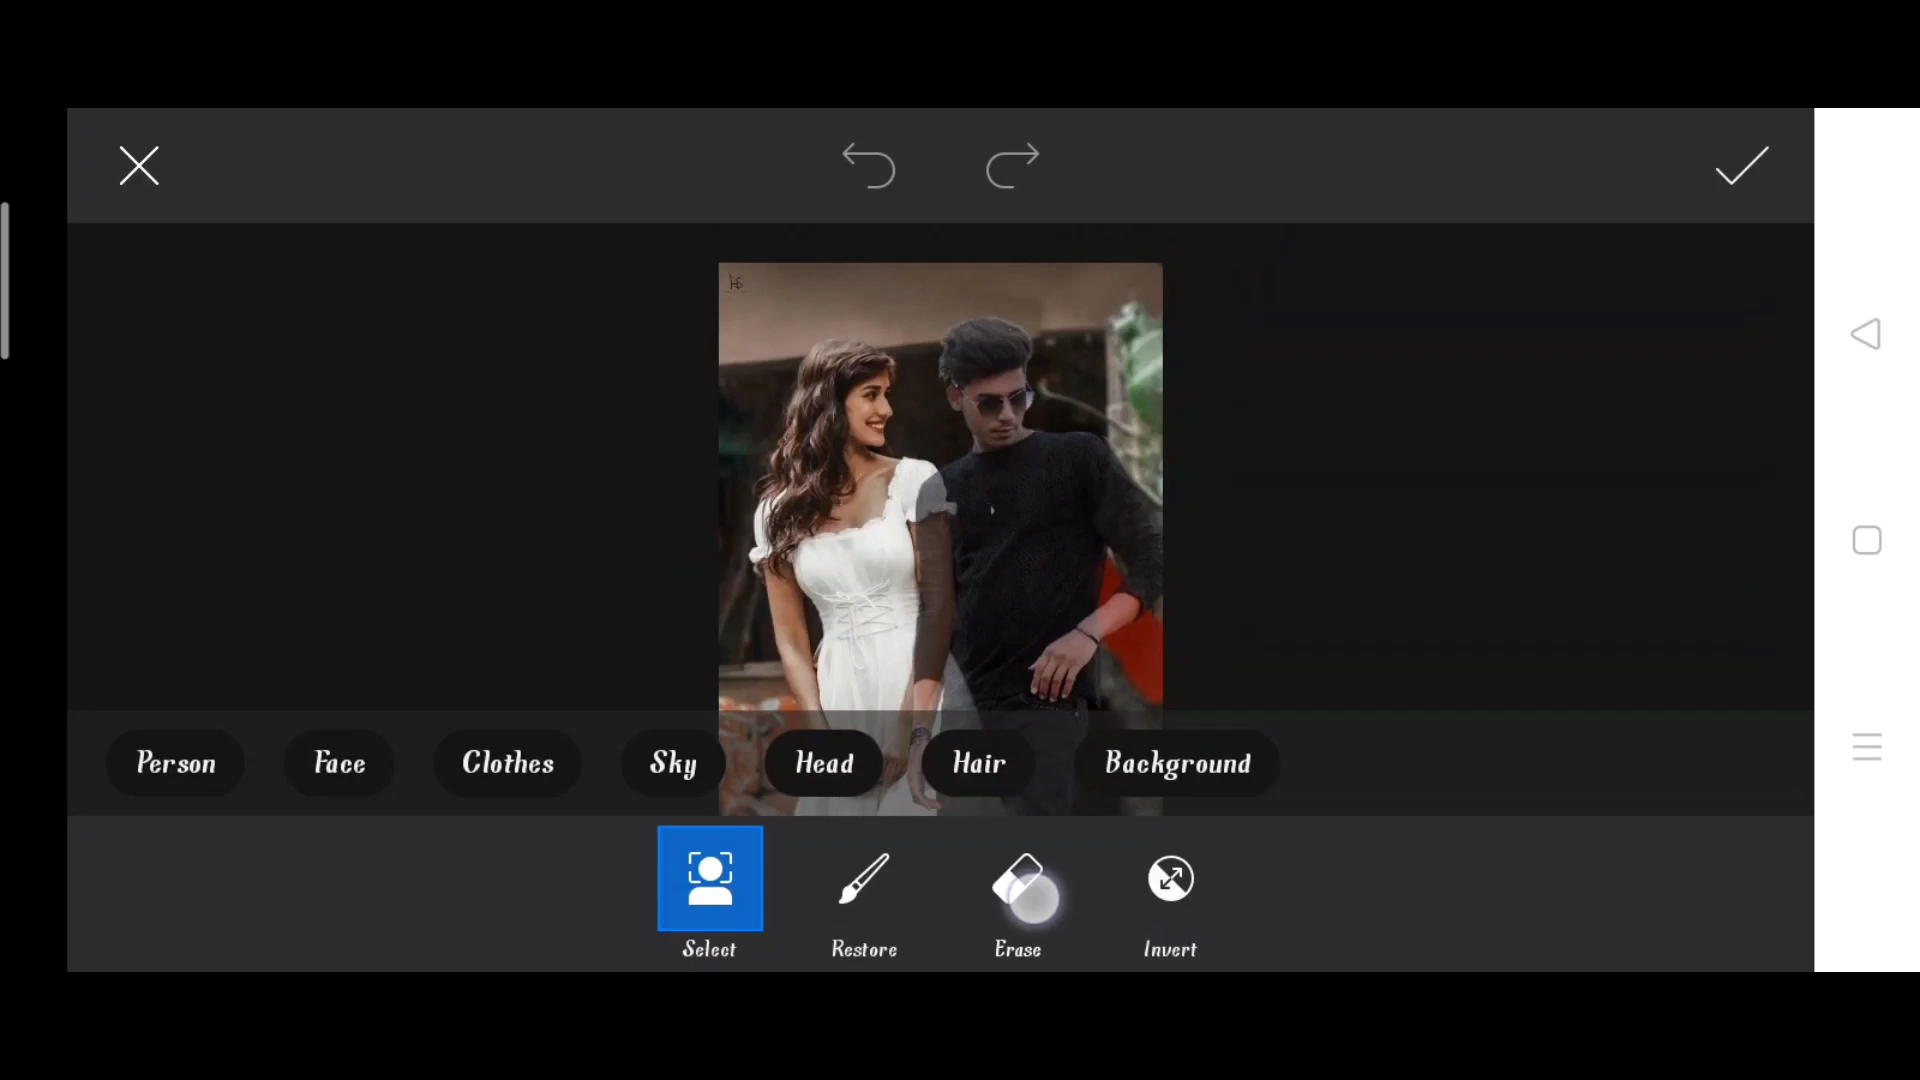 Person Face Clothes Sky Head Hair Background
Select Restore Erase Invert